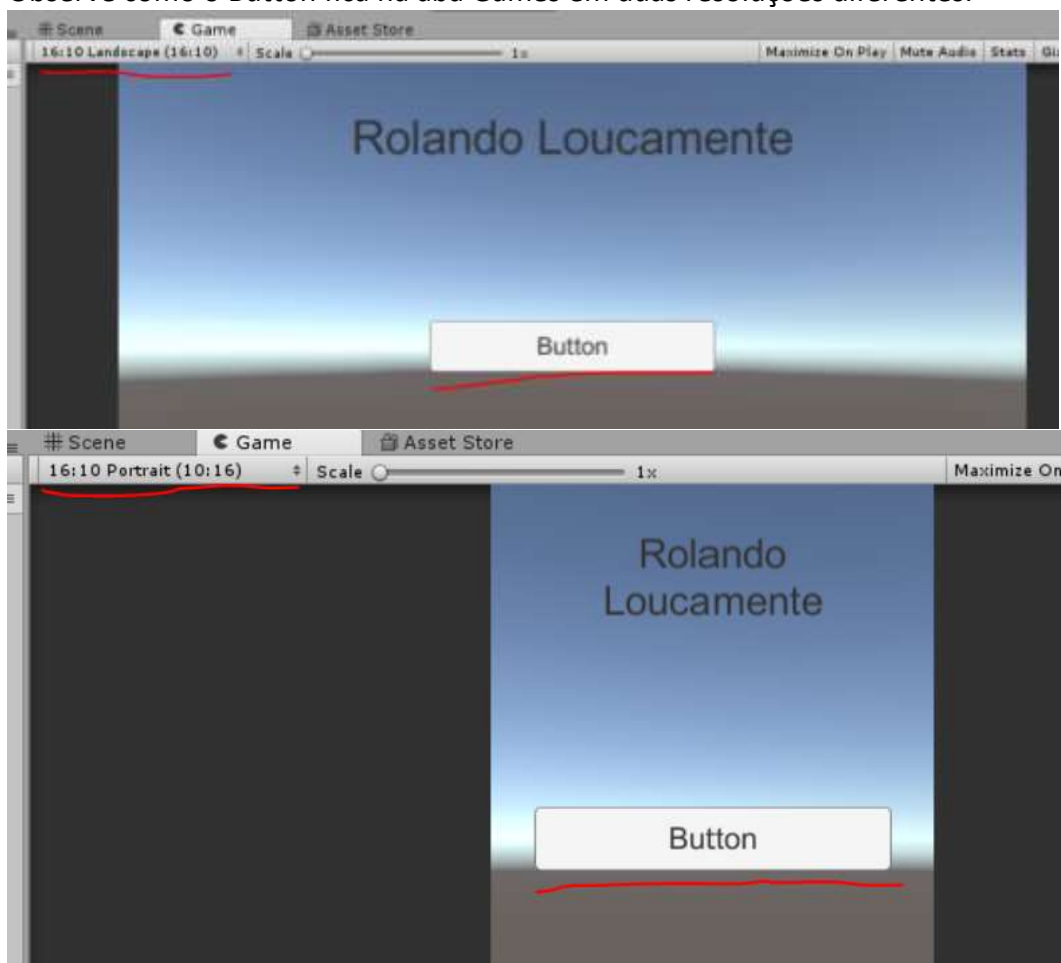 Observe como o Button fica na aba Games em duas resoluções diferentes.
Scene Game Asset Store
16:10 Landscape (16:10) Scale 1x Maximize On Play Mute Audio Stats
Rolando Loucamente
Button
Scene Game Asset Store
16:10 Portrait (10:16) Scale 1x Maximize On
Rolando
Loucamente
Button